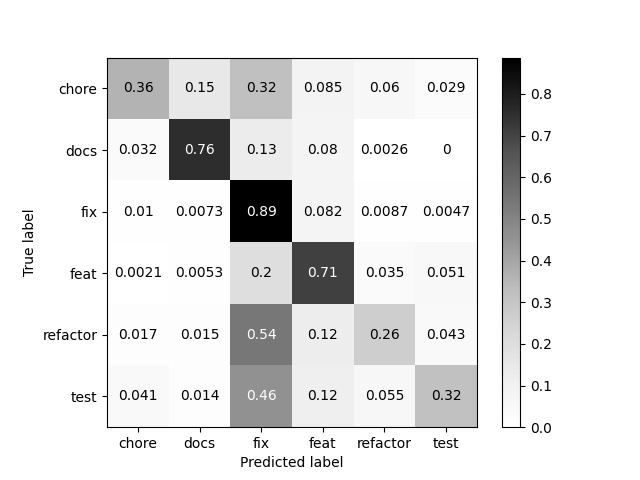 chore 0.36 0.15 0.32 0.085 0.06 0.029
docs 0.032 0.76 0.13 0.08 0.0026 0
fix 0.01 0.0073 0.89 0.082 0.0087 0.0047
feat 0.0021 0.0053 0.2 0.71 0.035 0.051
refactor 0.017 0.015 0.54 0.12 0.26 0.043
test 0.041 0.014 0.46 0.12 0.055 0.32
chore docs fix feat refactor test
Predicted label
True label
0.8
0.7
0.6
0.5
0.4
0.3
0.2
0.1
0.0